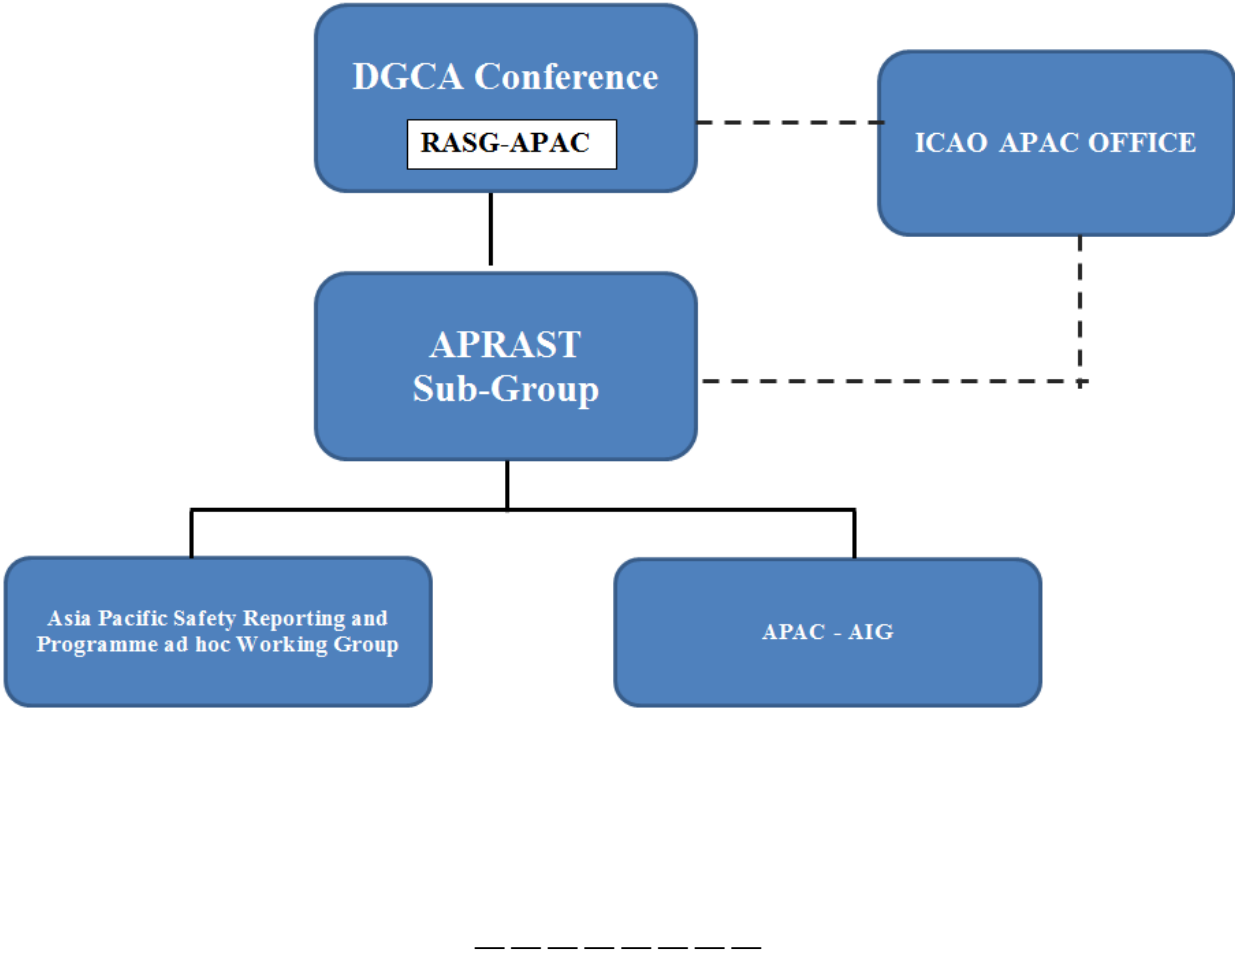 DGCA Conference
RASG-APAC
ICAO APAC OFFICE
APRAST
Sub-Group
Asia Pacific Safety Reporting and
Programme ad hoc Working Group
APAC - AIG